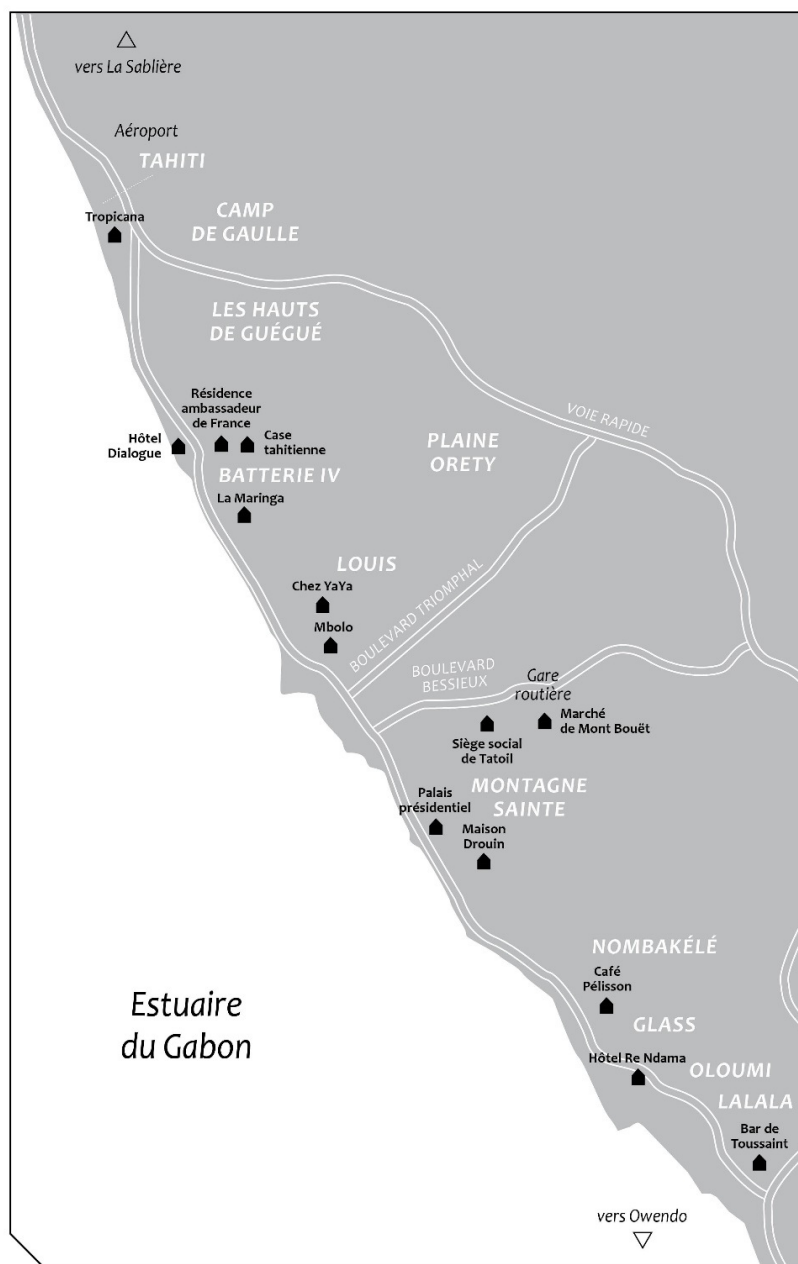 vers La Sablière
Aéroport
TAHITI
Tropicana
CAMP
DE GAULLE
LES HAUTS
DE GUÉGUÉ
Résidence
ambassadeur
de France
Hôtel
Dialogue
Case
tahitienne
BATTERIE IV
La Maringa
PLAINE
ORETY
VOIE RAPIDE
LOUIS
Chez YaYa
Mbolo
BOULEVARD TRIOMPHAL
BOULEVARD
BESSIEUX
Gare
routière
Marché
de Mont Bouët
Siège social
de Tatoil
MONTAGNE
SAINTE
Palais
présidentiel
Maison
Drouin
NOMBAKÉLÉ
Café
Pélisson
GLASS
Estuaire
du Gabon
Hôtel Re Ndama
OLOUMI
LALALA
Bar de
Toussaint
vers Owendo